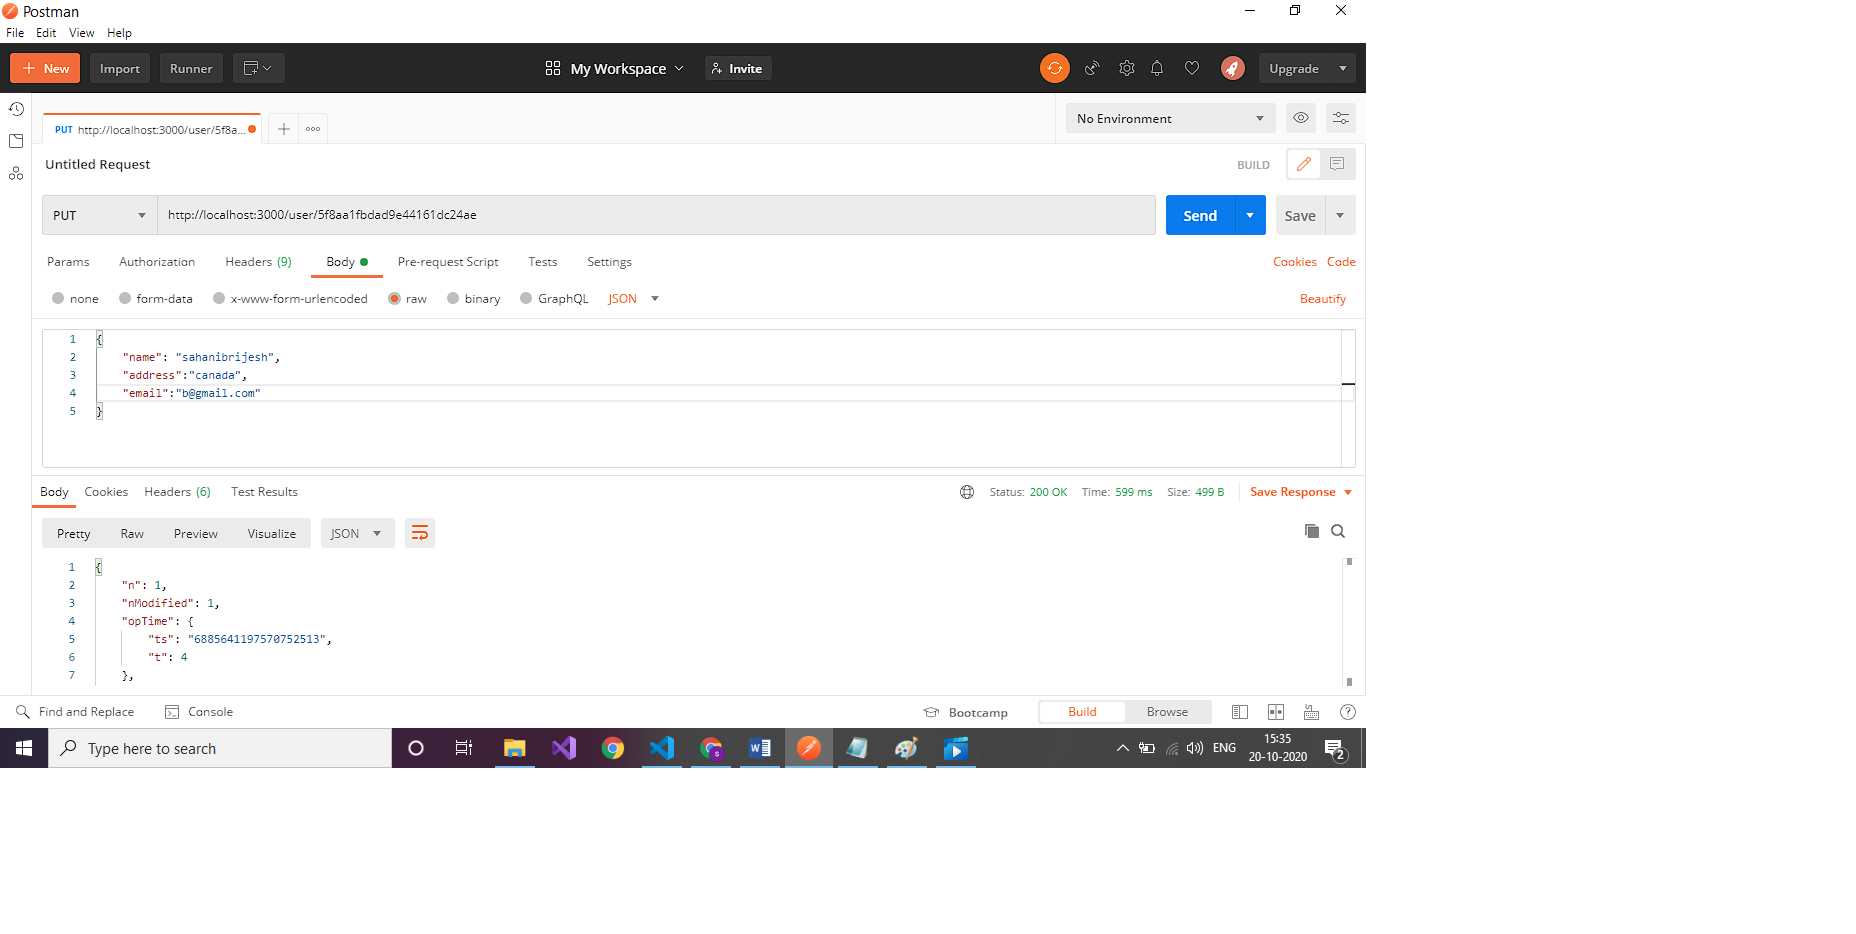 Postman
File Edit View Help
+ New Import Runner My Workspace Invite Upgrade
PUT http://localhost:3000/user/5f8a... No Environment
Untitled Request BUILD
PUT http://localhost:3000/user/5f8aa1fbdad9e44161dc24ae Send Save
Params Authorization Headers (9) Body Pre-request Script Tests Settings Cookies Code
none form-data x-www-form-urlencoded raw binary GraphQL JSON Beautify
1 {
2 "name": "sahanibrijesh",
3 "address":"canada",
4 "email":"b@gmail.com"
5 }
Body Cookies Headers (6) Test Results Status: 200 OK Time: 599 ms Size: 499 B Save Response
Pretty Raw Preview Visualize JSON
1 {
2 "n": 1,
3 "nModified": 1,
4 "opTime": {
5 "ts": "6885641197570752513",
6 "t": 4
7 },
Find and Replace Console Bootcamp Build Browse
Type here to search ENG 15:35
20-10-2020 2